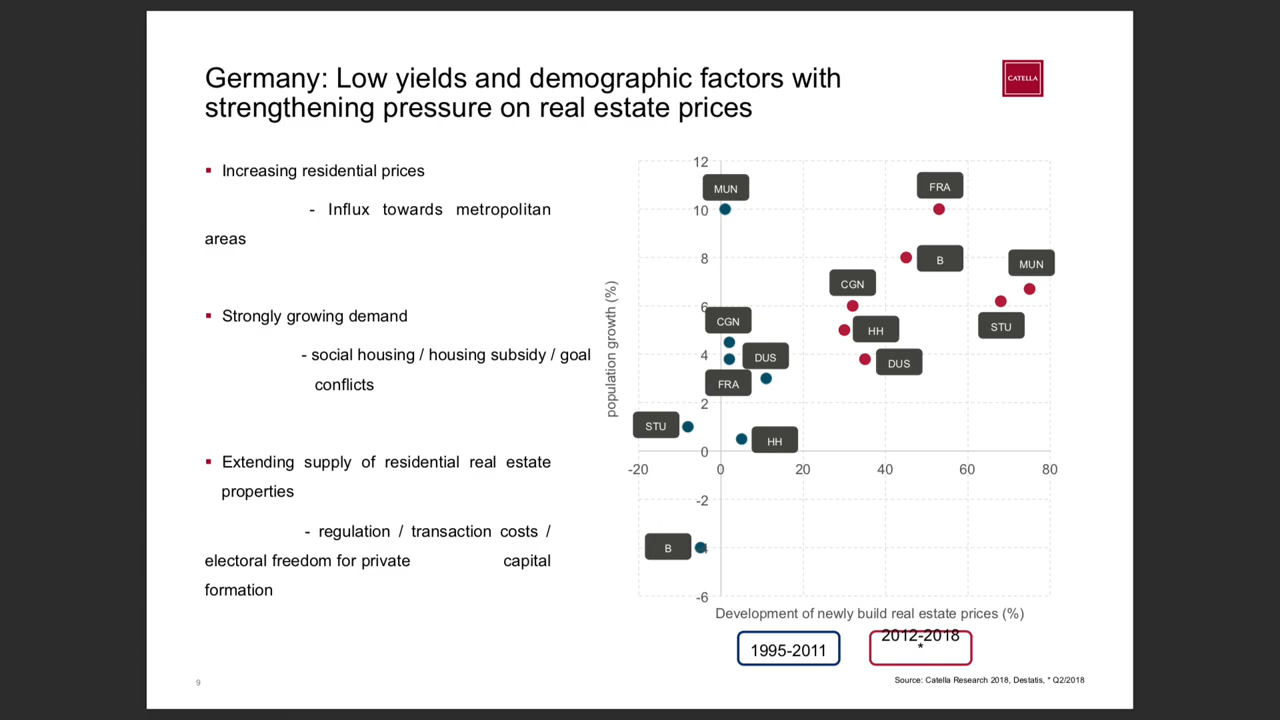 Germany: Low yields and demographic factors with
strengthening pressure on real estate prices
CATELLA
▪ Increasing residential prices
- Influx towards metropolitan
areas
▪ Strongly growing demand
- social housing / housing subsidy / goal
conflicts
▪ Extending supply of residential real estate
properties
- regulation / transaction costs /
electoral freedom for private capital
formation
population growth (%)
12
10
8
6
4
2
0
-2
-4
-6
-20 0 20 40 60 80
MUN
FRA
B
MUN
CGN
STU
CGN
HH
DUS
DUS
FRA
STU
HH
B
Development of newly build real estate prices (%)
1995-2011
2012-2018
*
Source: Catella Research 2018, Destatis, * Q2/2018
9